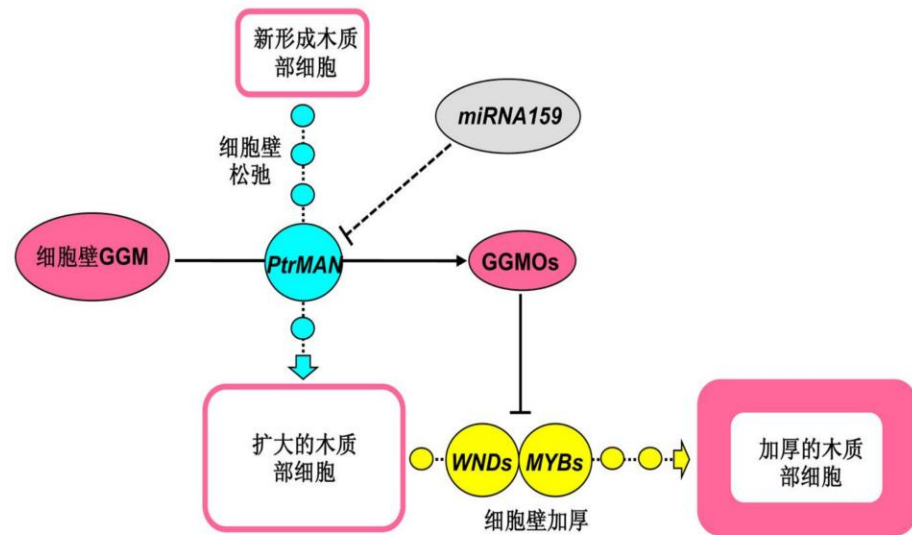 新形成木质
部细胞
miRNA159
细胞壁
松弛
细胞壁GGM
PtrMAN
GGMOs
扩大的木质
部细胞
WNDs
MYBs
加厚的木质
部细胞
细胞壁加厚